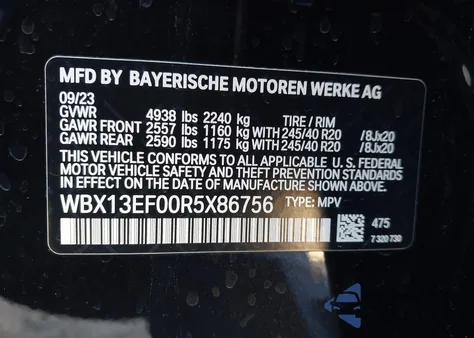 MFD BY BAYERISCHE MOTOREN WERKE AG
09/23
GVWR 4938 lbs 2240 kg TIRE / RIM
GAWR FRONT 2557 lbs 1160 kg WITH 245/40 R20 /8Jx20
GAWR REAR 2590 lbs 1175 kg WITH 245/40 R20 /8Jx20
THIS VEHICLE CONFORMS TO ALL APPLICABLE U. S. FEDERAL
MOTOR VEHICLE SAFETY AND THEFT PREVENTION STANDARDS
IN EFFECT ON THE DATE OF MANUFACTURE SHOWN ABOVE.
WBX13EF00R5X86756 TYPE: MPV
475
7 320 730